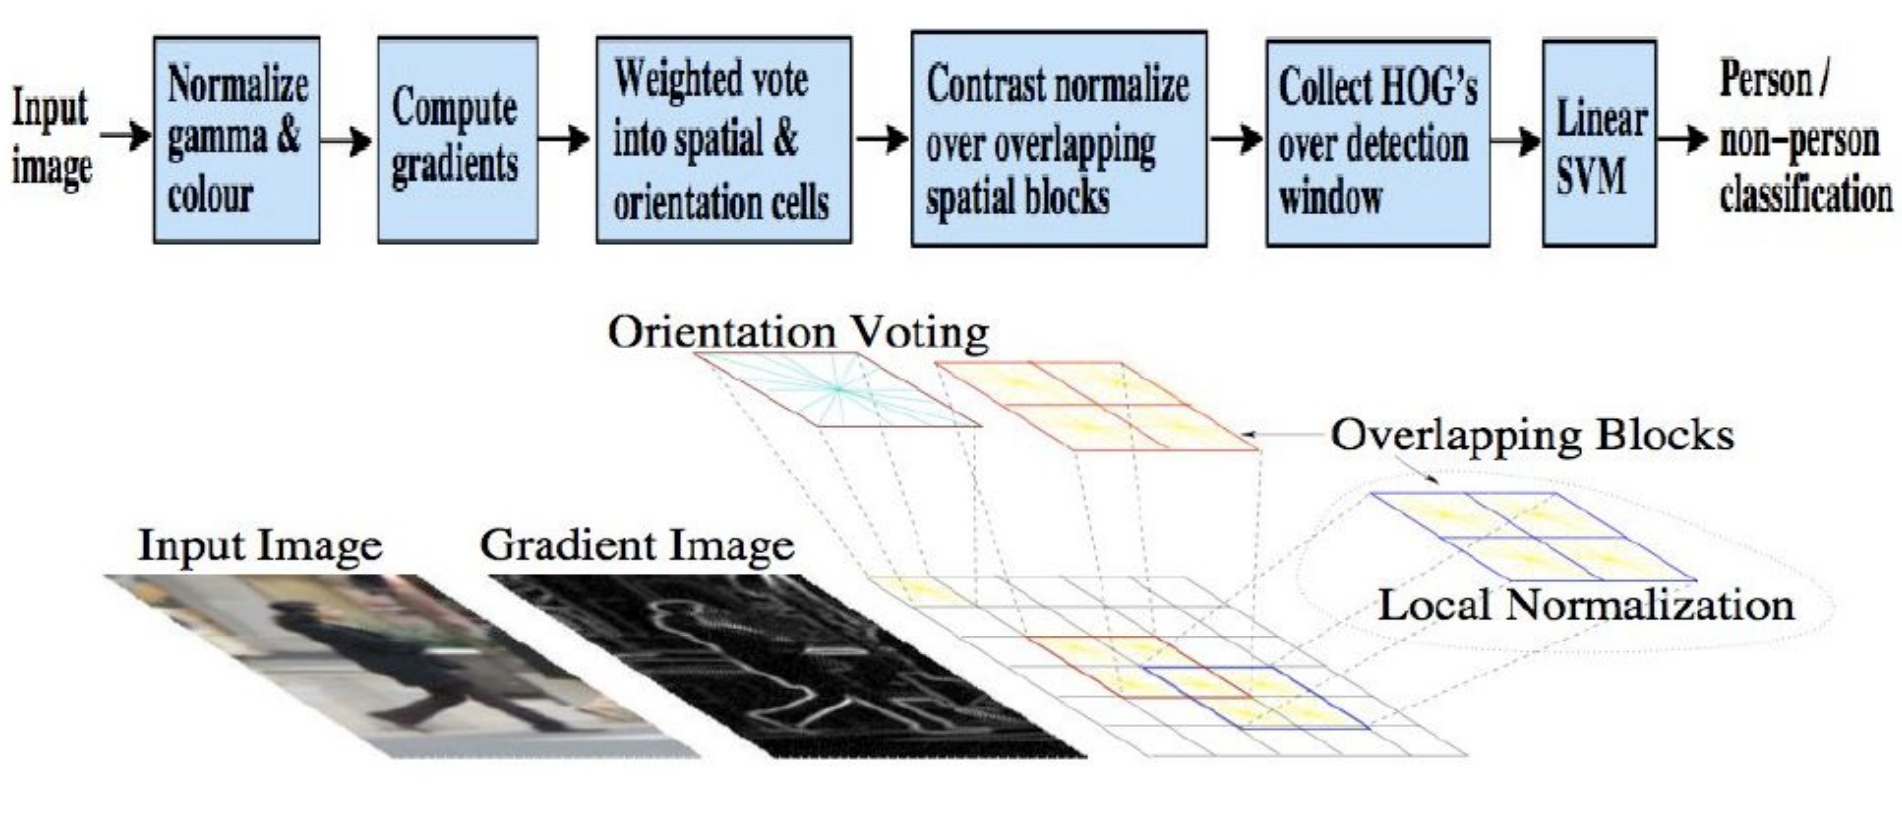 Input
image
Normalize
gamma &
colour
Compute
gradients
Weighted vote
into spatial &
orientation cells
Contrast normalize
over overlapping
spatial blocks
Collect HOG's
over detection
window
Linear
SVM
Person /
non–person
classification
Orientation Voting
Overlapping Blocks
Input Image
Gradient Image
Local Normalization